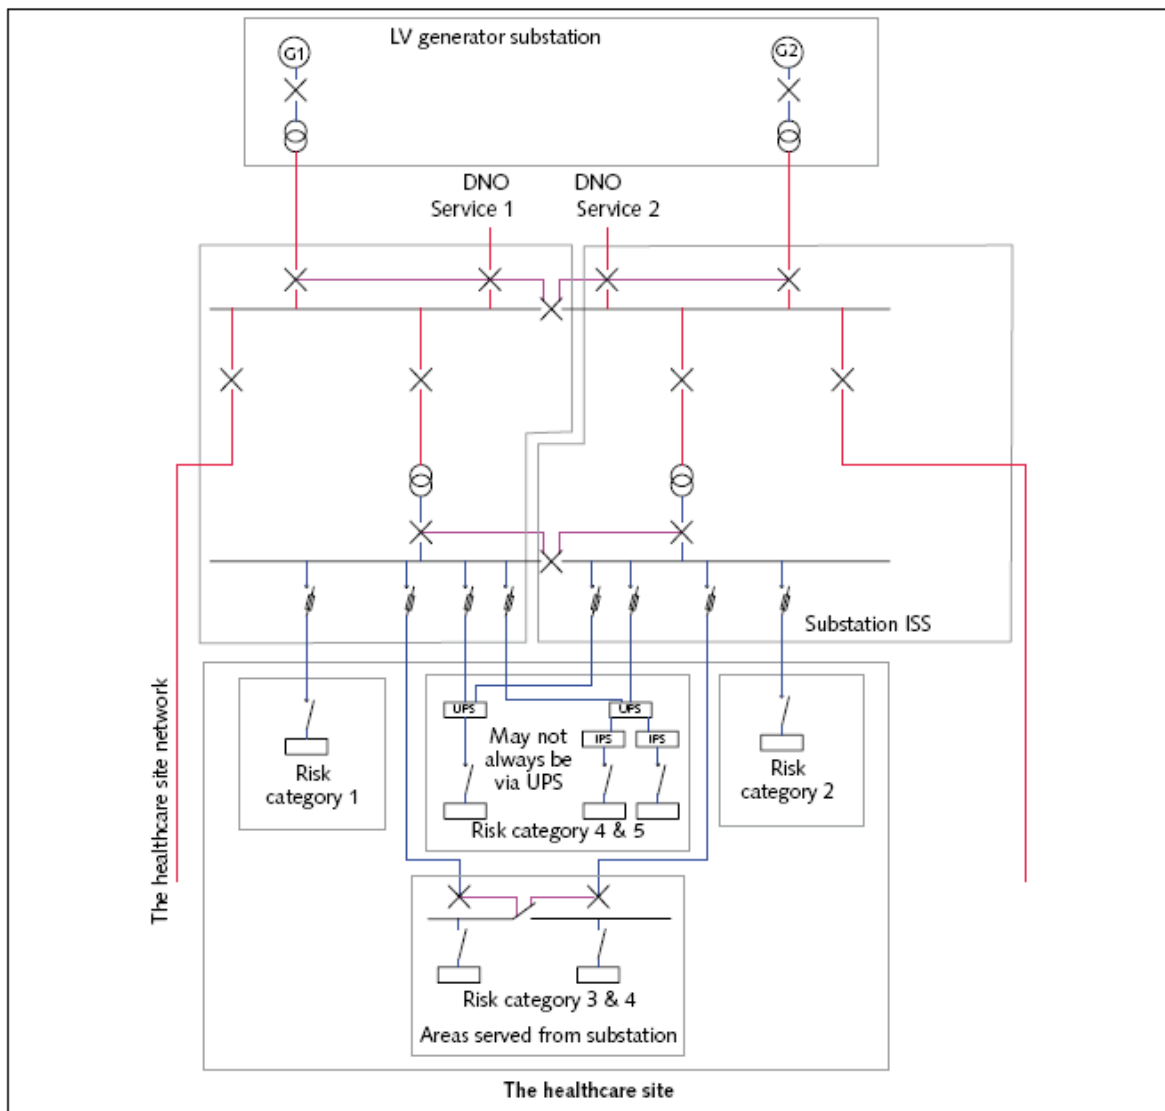 LV generator substation
G1
G2
DNO
Service 1
DNO
Service 2
Substation ISS
The healthcare site network
UPS
UPS
IPS
IPS
May not
always be
via UPS
Risk
category 1
Risk
category 2
Risk category 4 & 5
Risk category 3 & 4
Areas served from substation
The healthcare site